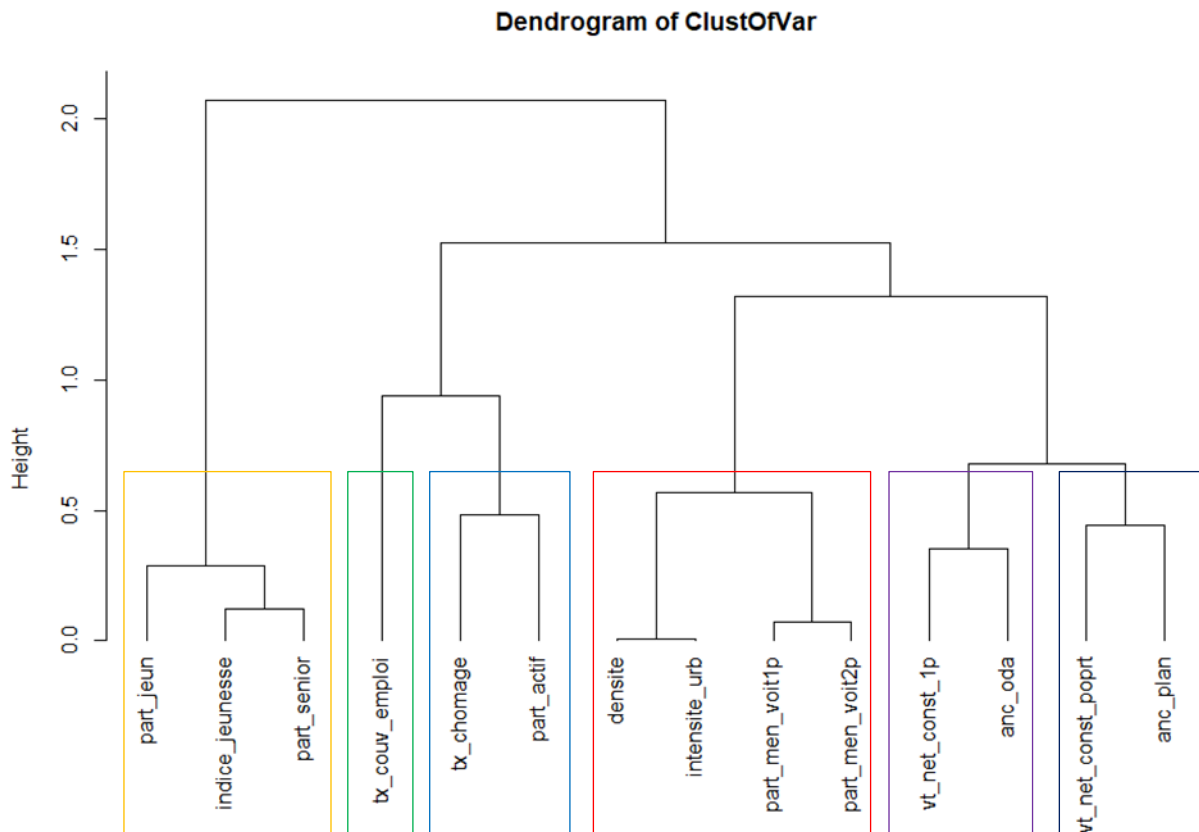 Dendrogram of ClustOfVar
Height
2.0
1.5
1.0
0.5
0.0
part_jeun
indice_jeunesse
part_senior
tx_couv_emploi
tx_chomage
part_actif
densite
intensite_urb
part_men_voit1p
part_men_voit2p
vt_net_const_1p
anc_oda
vt_net_const_poprt
anc_plan